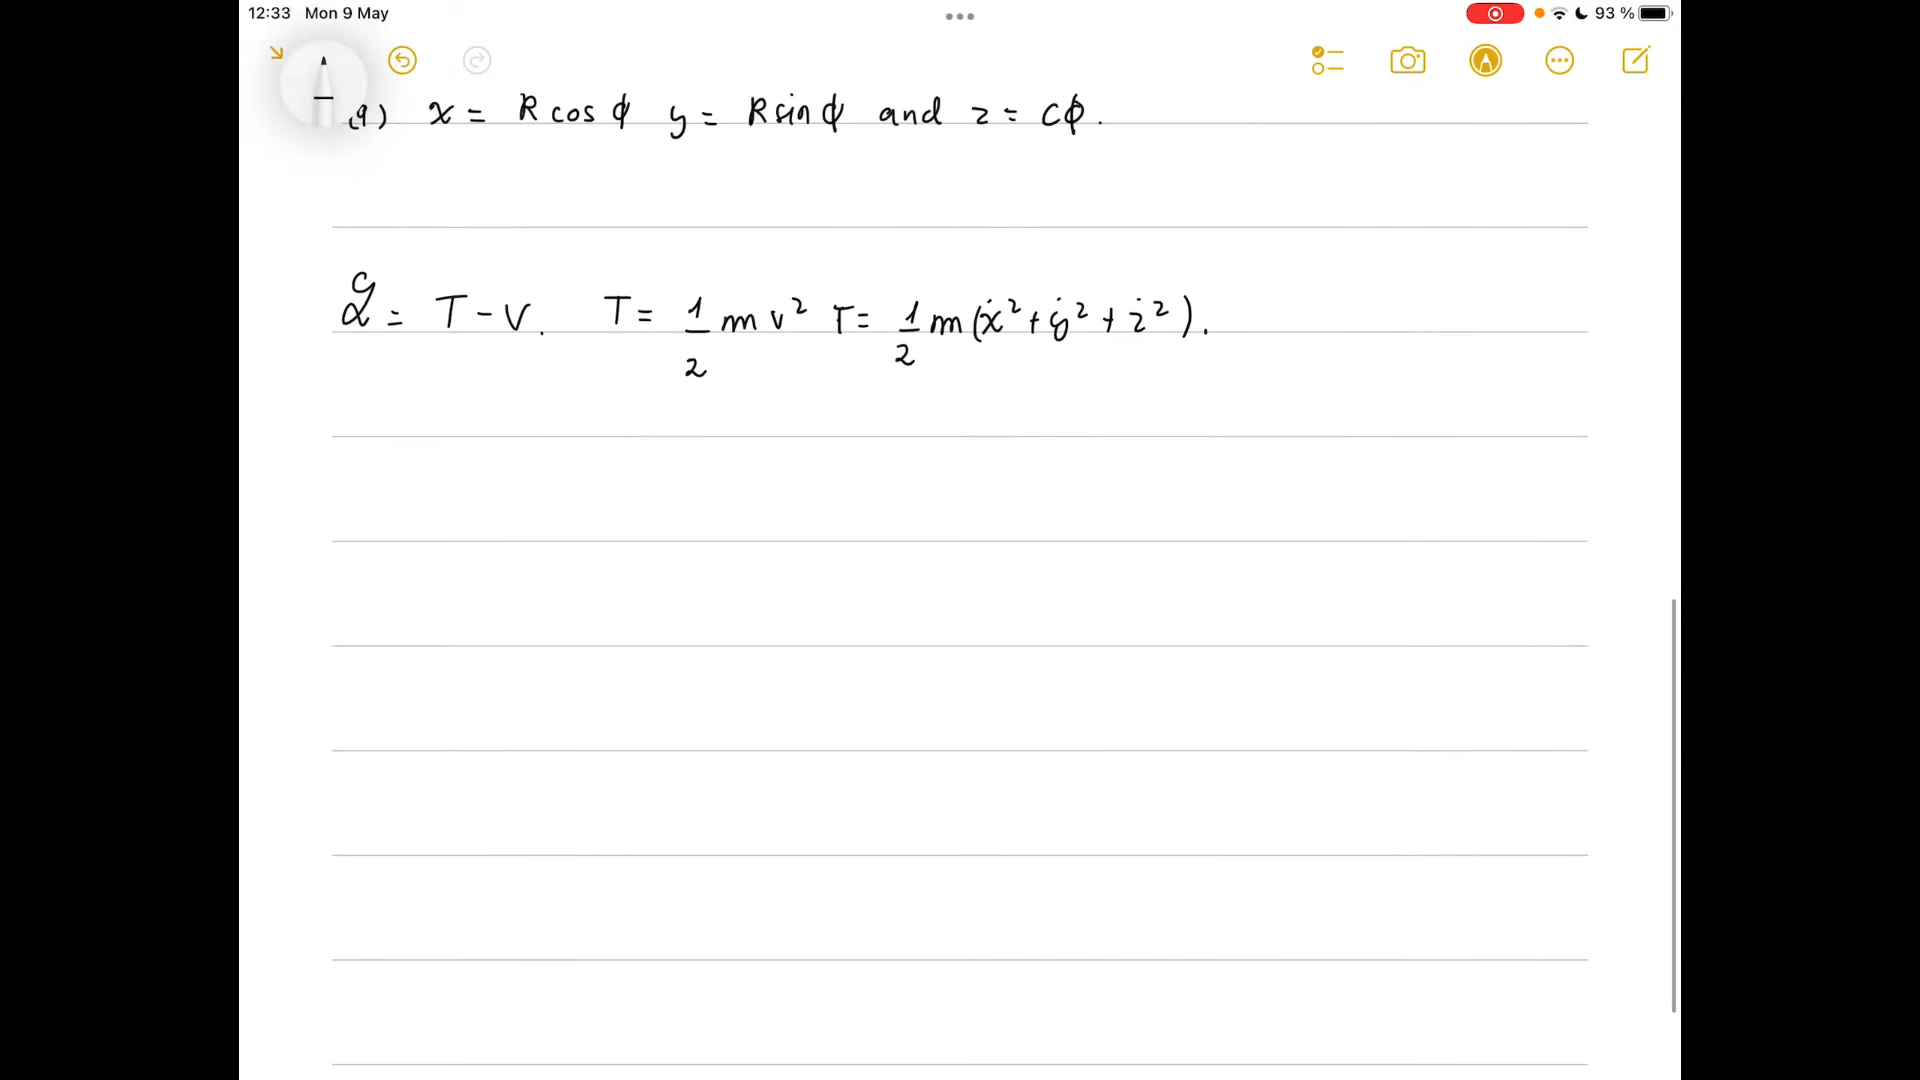 12:33 Mon 9 May 93 %
(a) x = R cos ϕ y = R sin ϕ and z = cϕ.
ℒ = T - V. T = 1/2 m v² T = 1/2 m (ẋ² + ẏ² + ż²).